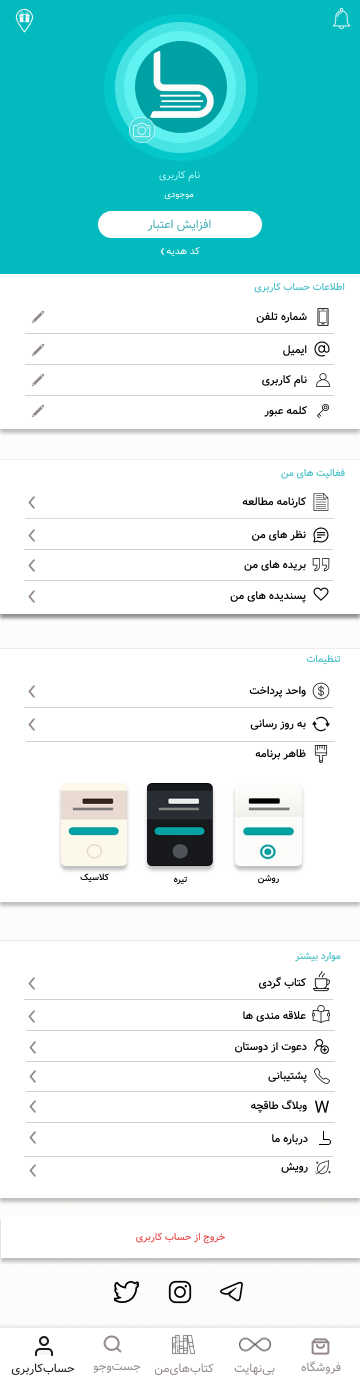 نام کاربری
موجودی
افزایش اعتبار
کد هدیه
اطلاعات حساب کاربری
شماره تلفن
ایمیل
نام کاربری
کلمه عبور
فعالیت های من
کارنامه مطالعه
نظر های من
بریده های من
پسندیده های من
تنظیمات
واحد پرداخت
به روز رسانی
ظاهر برنامه
روشن تیره کلاسیک
موارد بیشتر
کتاب گردی
علاقه مندی ها
دعوت از دوستان
پشتیبانی
وبلاگ طاقچه
درباره ما
رویش
خروج از حساب کاربری
فروشگاه بی‌نهایت کتاب‌های‌من جست‌وجو حساب‌کاربری